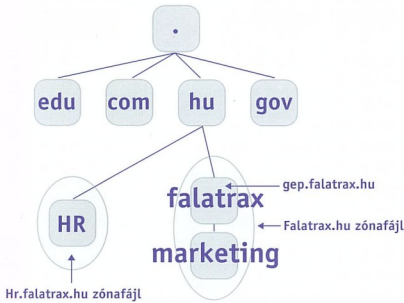 .
edu com hu gov
gep.falatrax.hu
falatrax
HR
Falatrax.hu zónafájl
marketing
Hr.falatrax.hu zónafájl